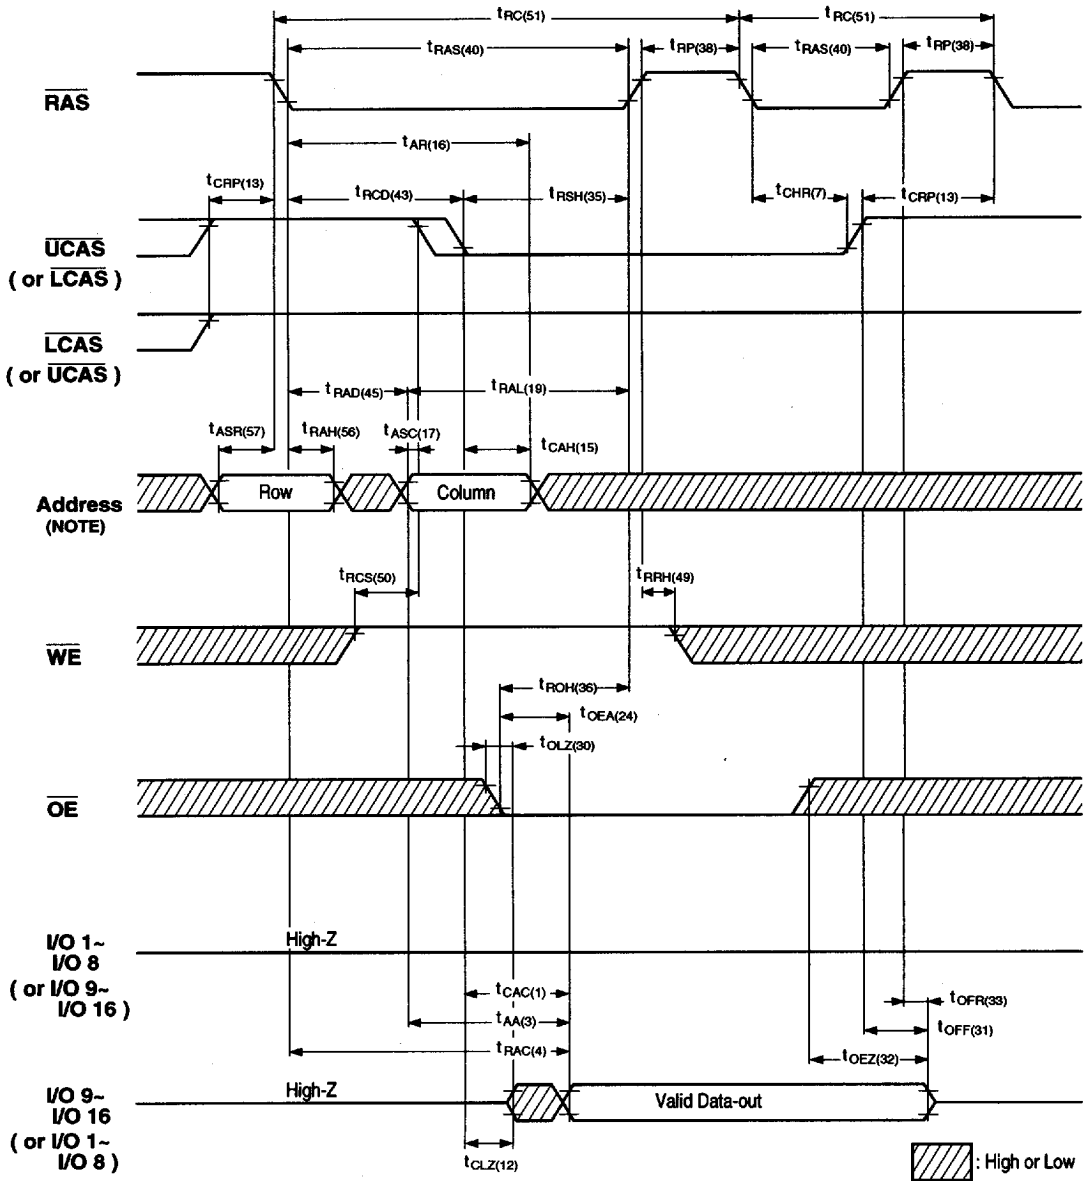 tRC(51) tRC(51)
tRAS(40) tRP(38) tRAS(40) tRP(38)
RAS
tAR(16)
tCRP(13) tRCD(43) tRSH(35) tCHR(7) tCRP(13)
UCAS
( or LCAS )
LCAS
( or UCAS )
tRAD(45) tRAL(19)
tASR(57) tRAH(56) tASC(17) tCAH(15)
Address
(NOTE)
Row Column
tRCS(50) tRRH(49)
WE
tROH(36)
tOEA(24)
tOLZ(30)
OE
I/O 1~
I/O 8
( or I/O 9~
I/O 16 )
High-Z
tCAC(1) tOFR(33)
tAA(3) tOFF(31)
tRAC(4) tOEZ(32)
I/O 9~
I/O 16
( or I/O 1~
I/O 8 )
High-Z Valid Data-out
tCLZ(12)
: High or Low